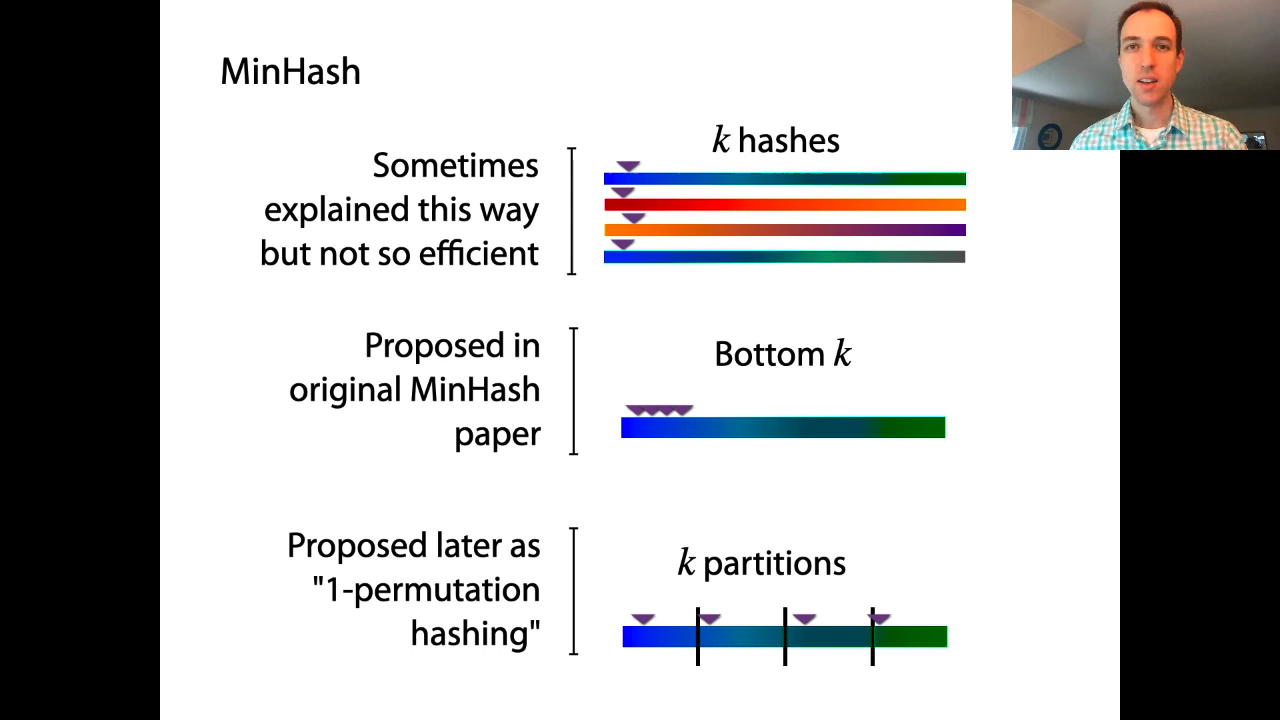 MinHash
Sometimes
explained this way
but not so efficient
k hashes
Proposed in
original MinHash
paper
Bottom k
Proposed later as
"1-permutation
hashing"
k partitions